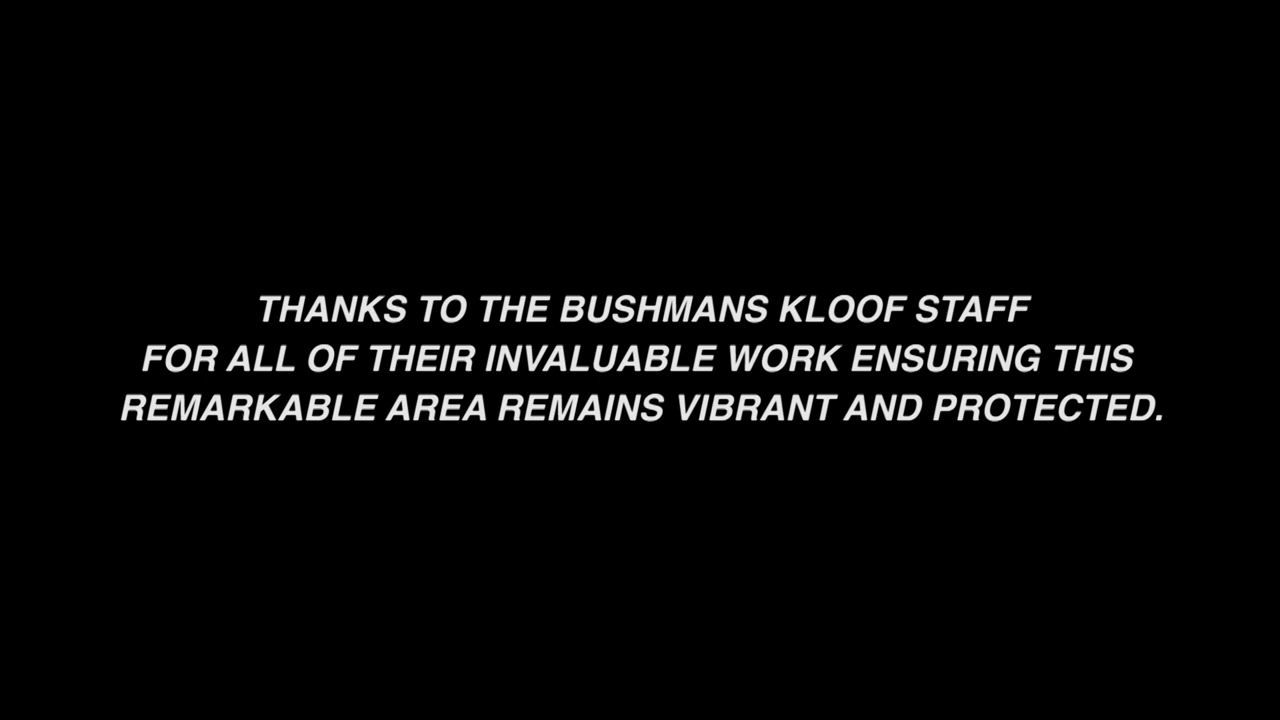 THANKS TO THE BUSHMANS KLOOF STAFF
FOR ALL OF THEIR INVALUABLE WORK ENSURING THIS
REMARKABLE AREA REMAINS VIBRANT AND PROTECTED.